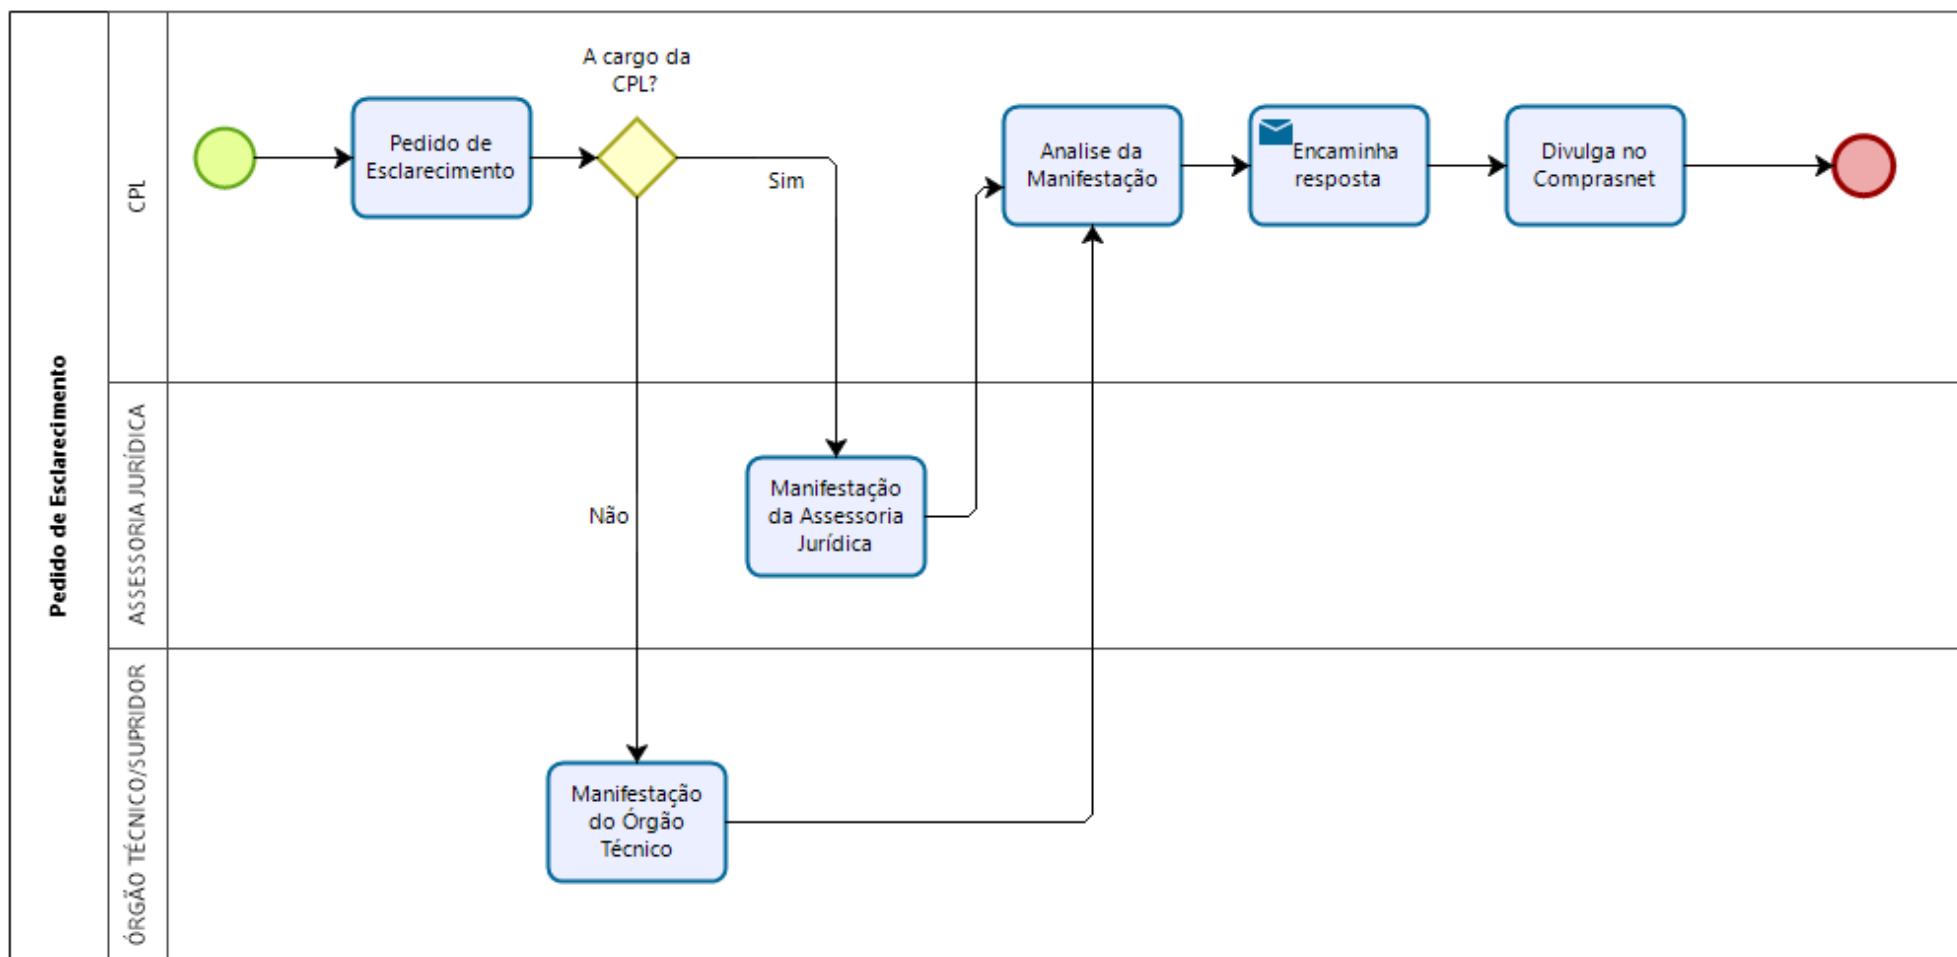 Pedido de Esclarecimento
CPL
Pedido de
Esclarecimento
A cargo da
CPL?
Sim
Não
Analise da
Manifestação
Encaminha
resposta
Divulga no
Comprasnet
ASSESSORIA JURÍDICA
Manifestação
da Assessoria
Jurídica
ÓRGÃO TÉCNICO/SUPRIDOR
Manifestação
do Órgão
Técnico